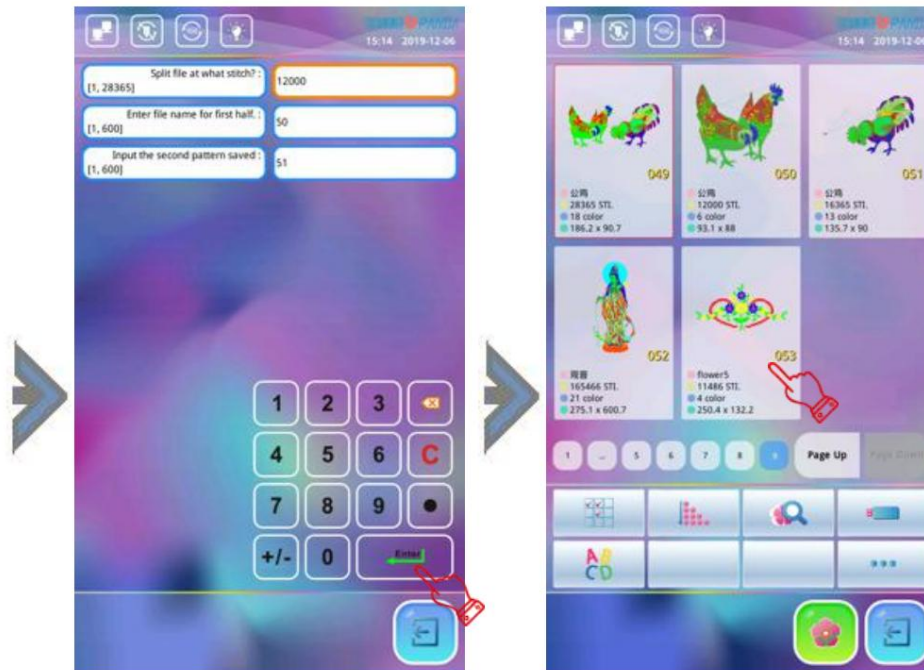 15:14 2019-12-06
Split file at what stitch? :
[1, 28365]
12000
Enter file name for first half. :
[1, 600]
50
Input the second pattern saved :
[1, 600]
51
1 2 3
4 5 6 C
7 8 9
+/- 0 Enter
15:14 2019-12-06
049
公鸡
28365 STI.
18 color
186.2 x 90.7
050
公鸡
12000 STI.
6 color
93.1 x 88
051
公鸡
16365 STI.
13 color
135.7 x 90
052
165466 STI.
21 color
275.1 x 600.7
053
flower5
11486 STI.
4 color
250.4 x 132.2
1 ... 5 6 7 8 9 Page Up Page Down
AB
CD